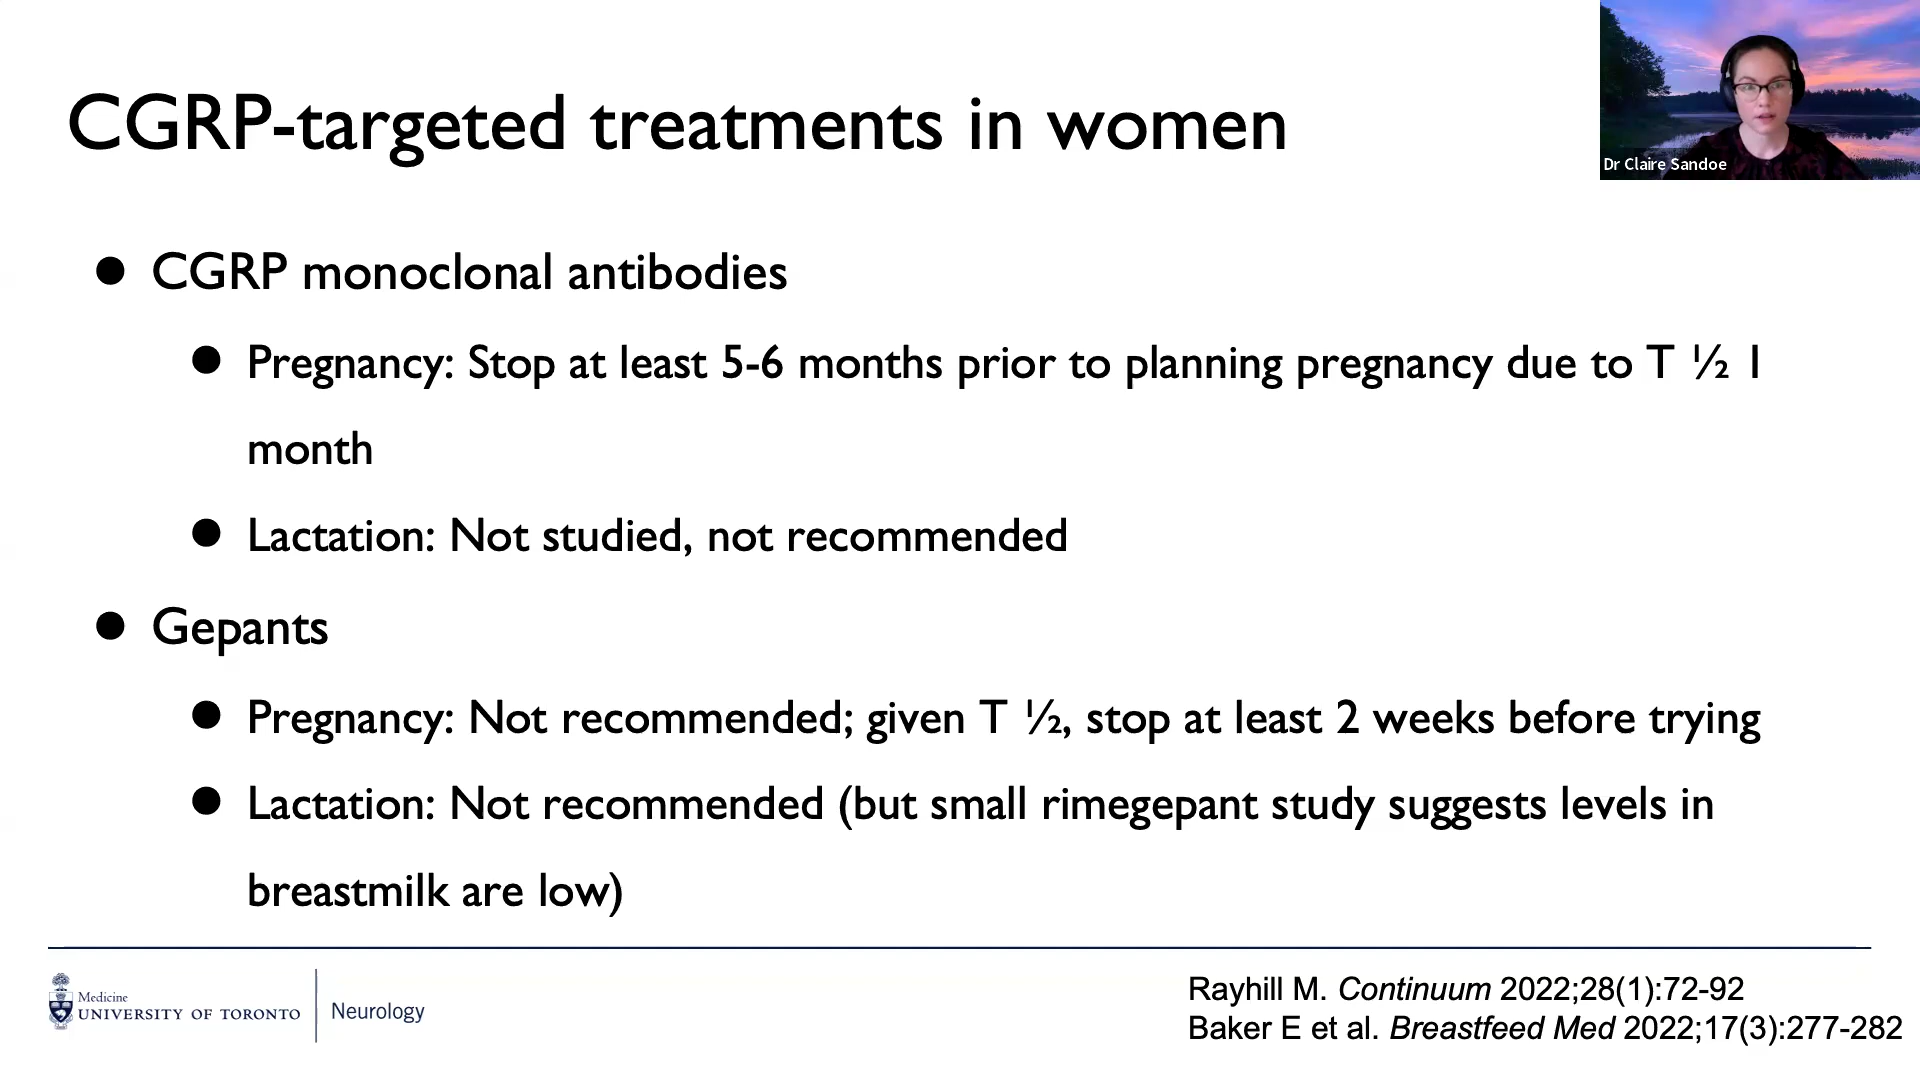 CGRP-targeted treatments in women
Dr Claire Sandoe
● CGRP monoclonal antibodies
● Pregnancy: Stop at least 5-6 months prior to planning pregnancy due to T ½ 1
month
● Lactation: Not studied, not recommended
● Gepants
● Pregnancy: Not recommended; given T ½, stop at least 2 weeks before trying
● Lactation: Not recommended (but small rimegepant study suggests levels in
breastmilk are low)
Medicine
UNIVERSITY OF TORONTO
Neurology
Rayhill M. Continuum 2022;28(1):72-92
Baker E et al. Breastfeed Med 2022;17(3):277-282